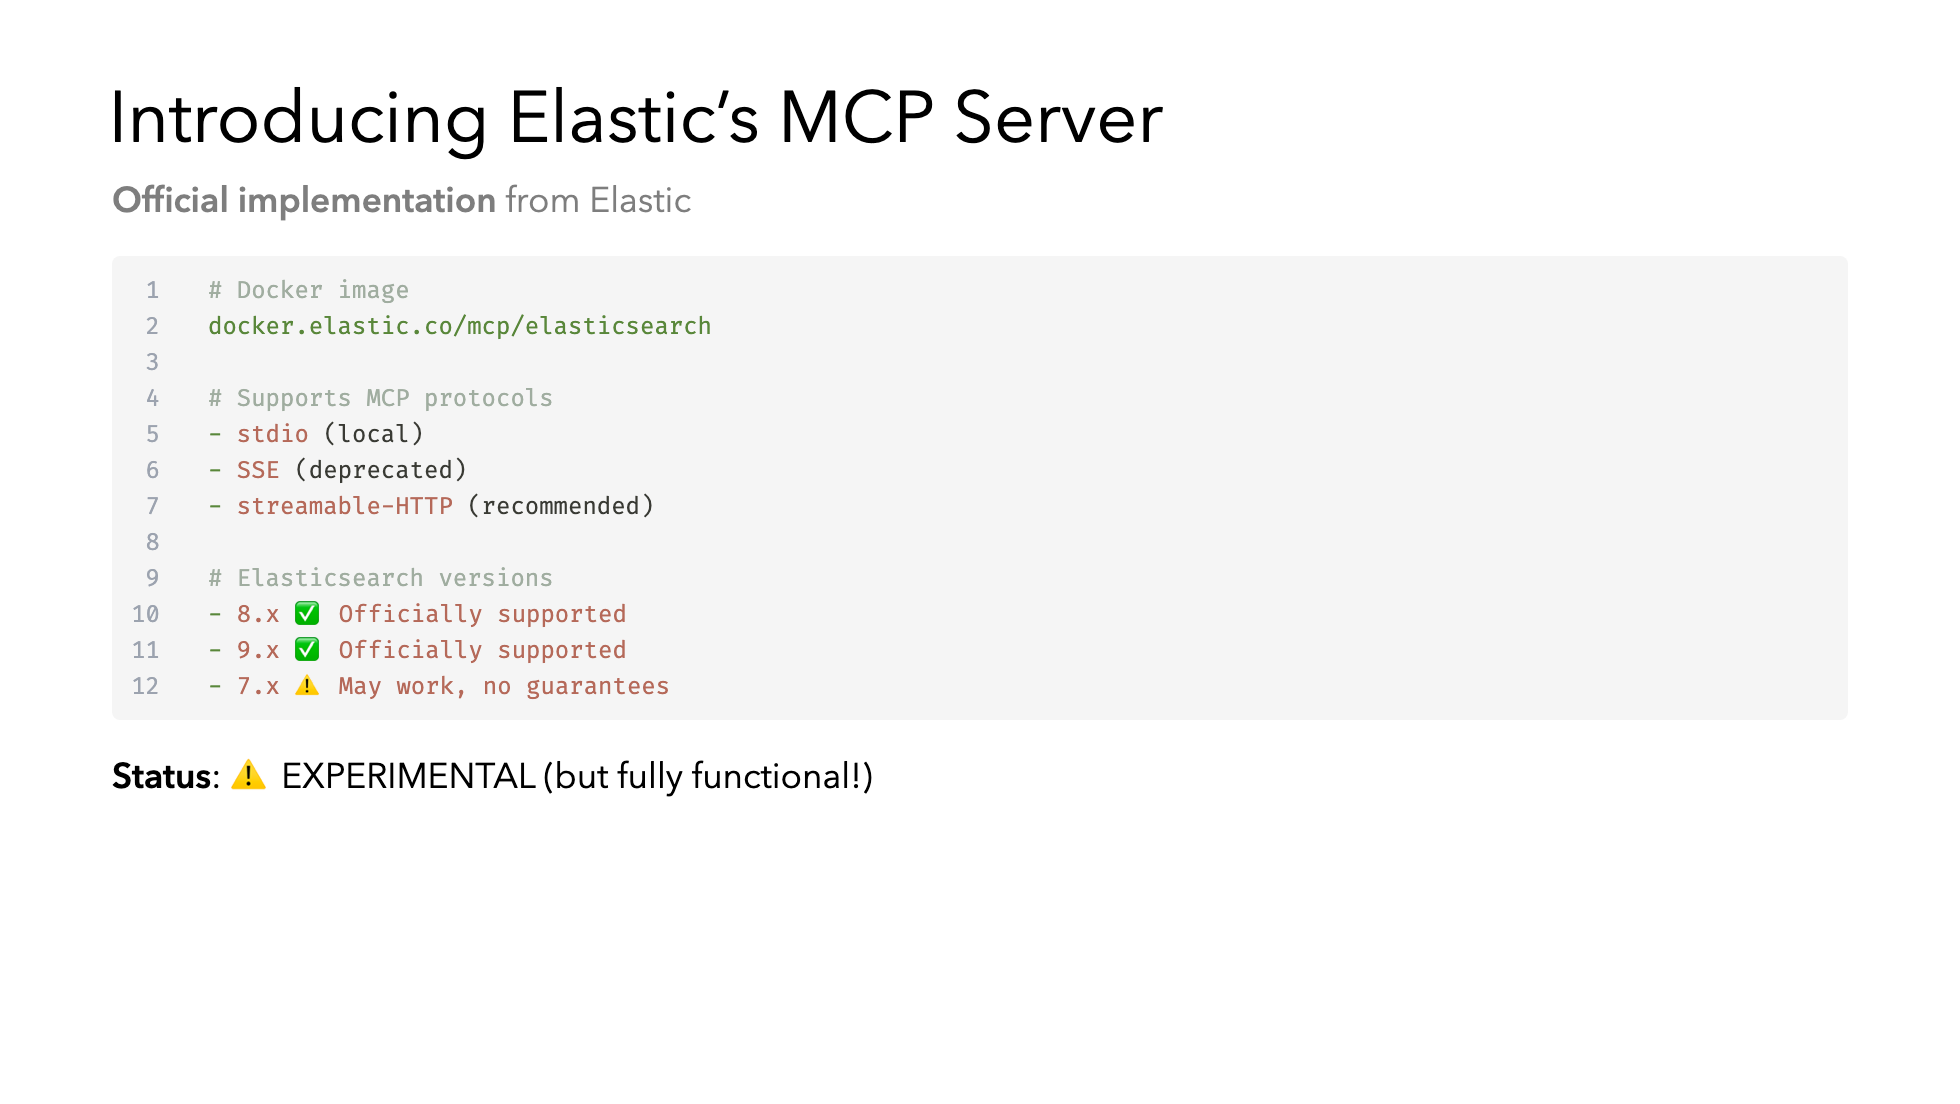 Introducing Elastic’s MCP Server
Official implementation from Elastic
1 # Docker image
2 docker.elastic.co/mcp/elasticsearch
3
4 # Supports MCP protocols
5 - stdio (local)
6 - SSE (deprecated)
7 - streamable-HTTP (recommended)
8
9 # Elasticsearch versions
10 - 8.x ✅ Officially supported
11 - 9.x ✅ Officially supported
12 - 7.x ⚠️ May work, no guarantees
Status: ⚠️ EXPERIMENTAL (but fully functional!)